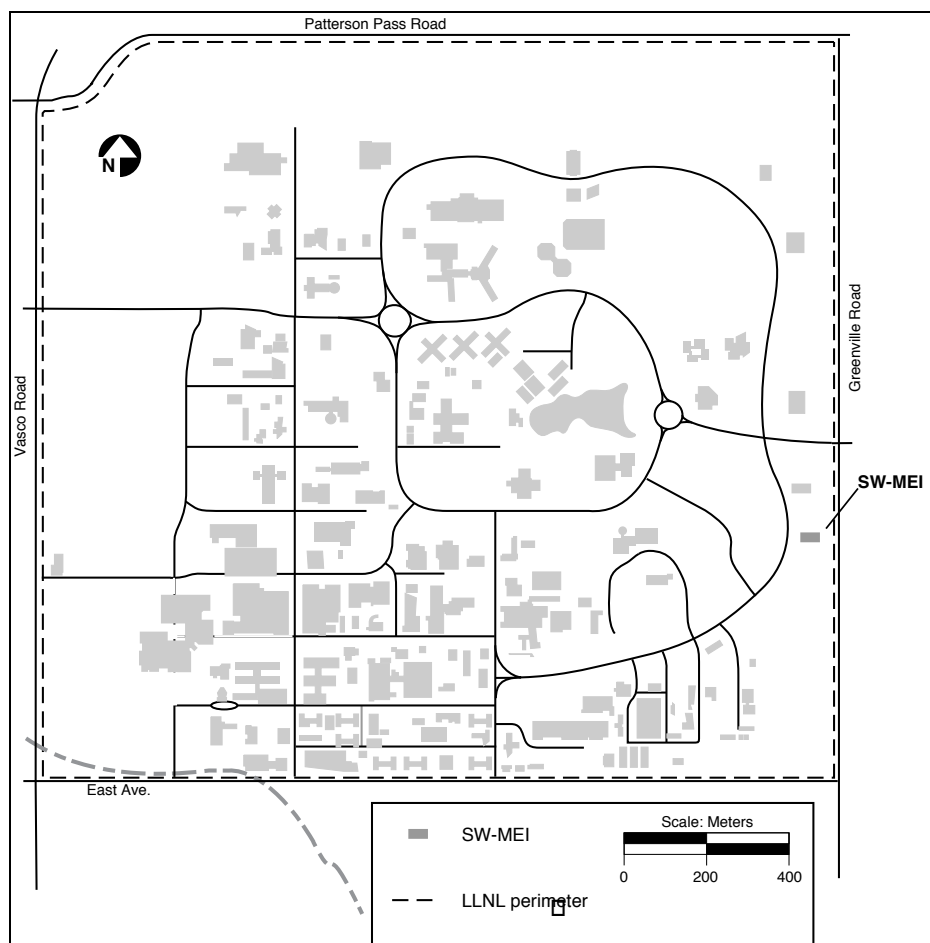 Patterson Pass Road
N
Greenville Road
Vasco Road
SW-MEI
East Ave.
SW-MEI
Scale: Meters
0 200 400
LLNL perimeter